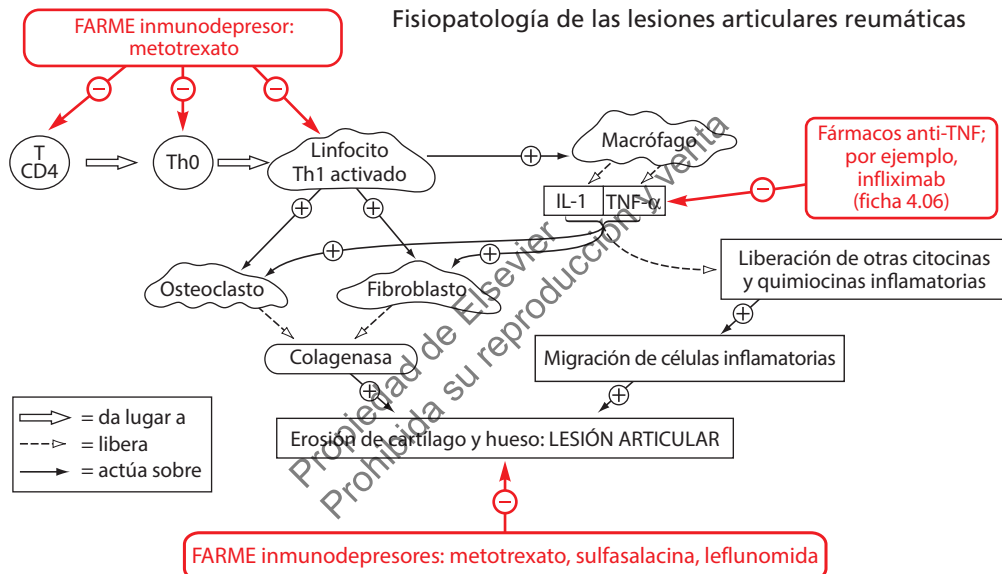 Fisiopatología de las lesiones articulares reumáticas
FARME inmunodepresor:
metotrexato
T
CD4
Th0
Linfocito
Th1 activado
Macrófago
Fármacos anti-TNF;
por ejemplo,
infliximab
(ficha 4.06)
IL-1
TNF-α
Osteoclasto
Fibroblasto
Liberación de otras citocinas
y quimiocinas inflamatorias
Colagenasa
Migración de células inflamatorias
= da lugar a
= libera
= actúa sobre
Erosión de cartílago y hueso: LESIÓN ARTICULAR
FARME inmunodepresores: metotrexato, sulfasalacina, leflunomida
Propiedad de Elsevier
Prohibida su reproducción y venta